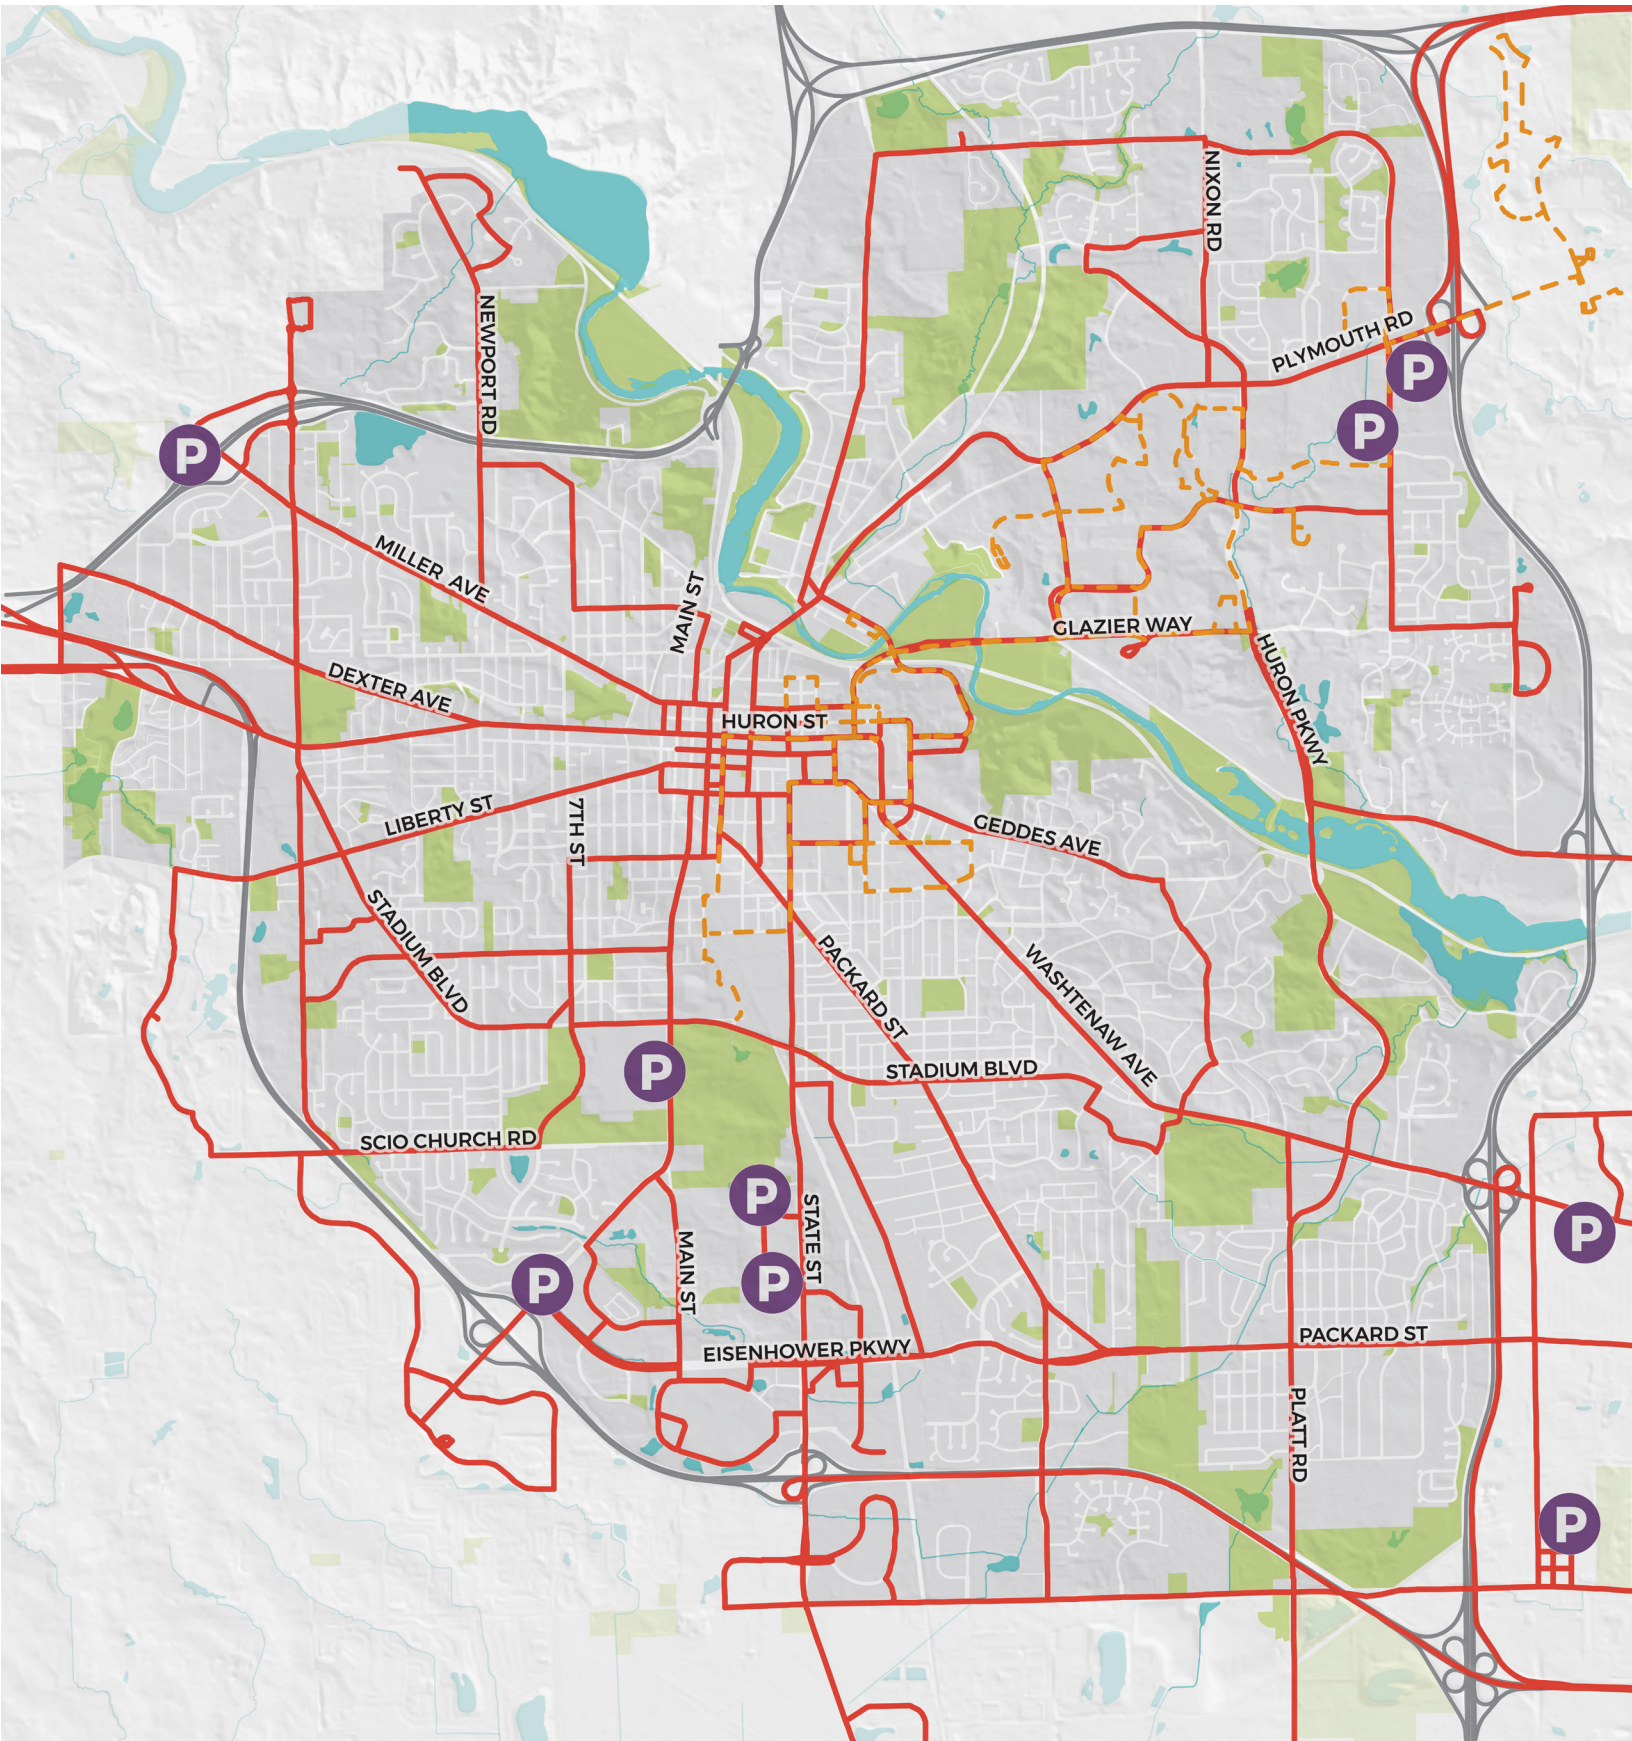 NIXON RD
NEWPORT RD
PLYMOUTH RD
P
P
P
MILLER AVE
MAIN ST
GLAZIER WAY
HURON PKWY
DEXTER AVE
HURON ST
LIBERTY ST
7TH ST
GEDDES AVE
STADIUM BLVD
PACKARD ST
WASHTENAW AVE
P
STADIUM BLVD
SCIO CHURCH RD
P
STATE ST
P
MAIN ST
P
P
PACKARD ST
EISENHOWER PKWY
PLATT RD
P